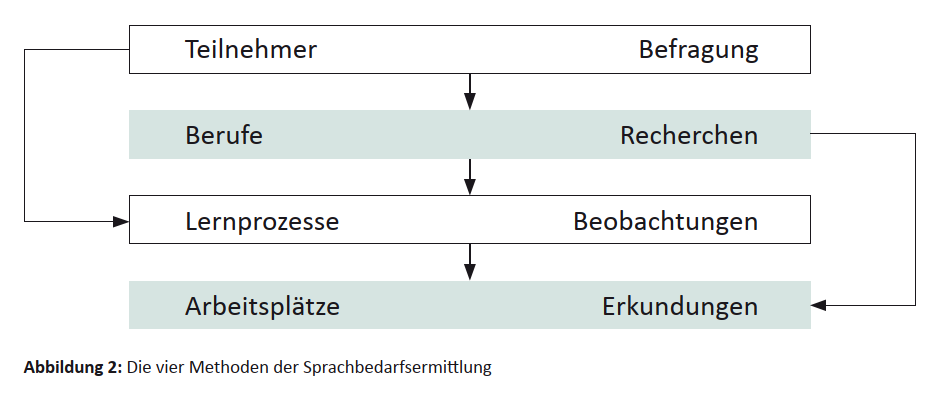 Teilnehmer Befragung
Berufe Recherchen
Lernprozesse Beobachtungen
Arbeitsplätze Erkundungen
Abbildung 2: Die vier Methoden der Sprachbedarfsermittlung